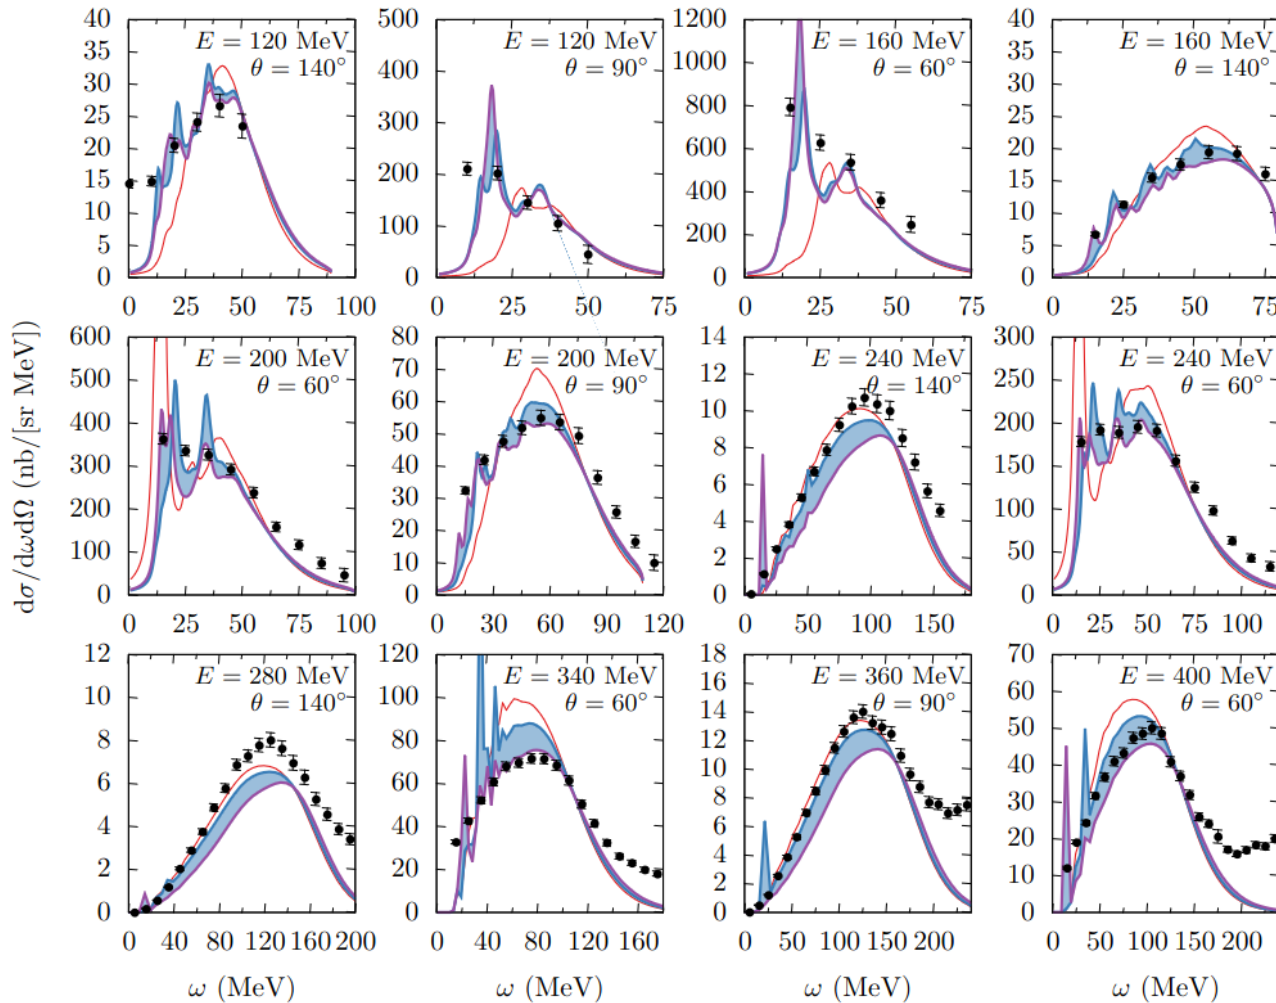 E = 120 MeV
θ = 140°
0 5 10 15 20 25 30 35 40
0 25 50 75 100
E = 120 MeV
θ = 90°
0 100 200 300 400 500
0 25 50 75
E = 160 MeV
θ = 60°
0 200 400 600 800 1000 1200
0 25 50 75
E = 160 MeV
θ = 140°
0 5 10 15 20 25 30 35 40
0 25 50 75
dσ/dωdΩ (nb/[sr MeV])
E = 200 MeV
θ = 60°
0 100 200 300 400 500 600
0 25 50 75 100
E = 200 MeV
θ = 90°
0 10 20 30 40 50 60 70 80
0 30 60 90 120
E = 240 MeV
θ = 140°
0 2 4 6 8 10 12 14
0 50 100 150
E = 240 MeV
θ = 60°
0 50 100 150 200 250 300
0 25 50 75 100
E = 280 MeV
θ = 140°
0 2 4 6 8 10 12
0 40 80 120 160 200
E = 340 MeV
θ = 60°
0 20 40 60 80 100 120
0 40 80 120 160
E = 360 MeV
θ = 90°
0 2 4 6 8 10 12 14 16 18
0 50 100 150 200
E = 400 MeV
θ = 60°
0 10 20 30 40 50 60 70
0 50 100 150 200
ω (MeV)
ω (MeV)
ω (MeV)
ω (MeV)